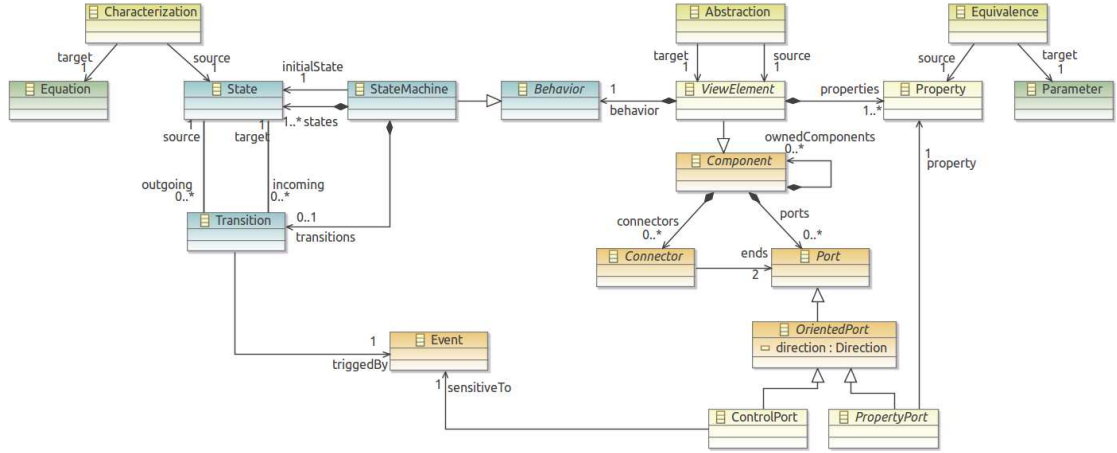 Characterization
Abstraction
Equivalence
target
1
source
1
initialState
1
target
1
source
1
source
1
target
1
Equation
State
StateMachine
Behavior
1
behavior
ViewElement
properties
1..*
Property
Parameter
1
source
1
target
1..* states
ownedComponents
0..*
Component
1
property
outgoing
0..*
incoming
0..*
Transition
0..1
transitions
connectors
0..*
ports
0..*
Connector
ends
2
Port
OrientedPort
direction : Direction
Event
1
triggedBy
1
sensitiveTo
ControlPort
PropertyPort